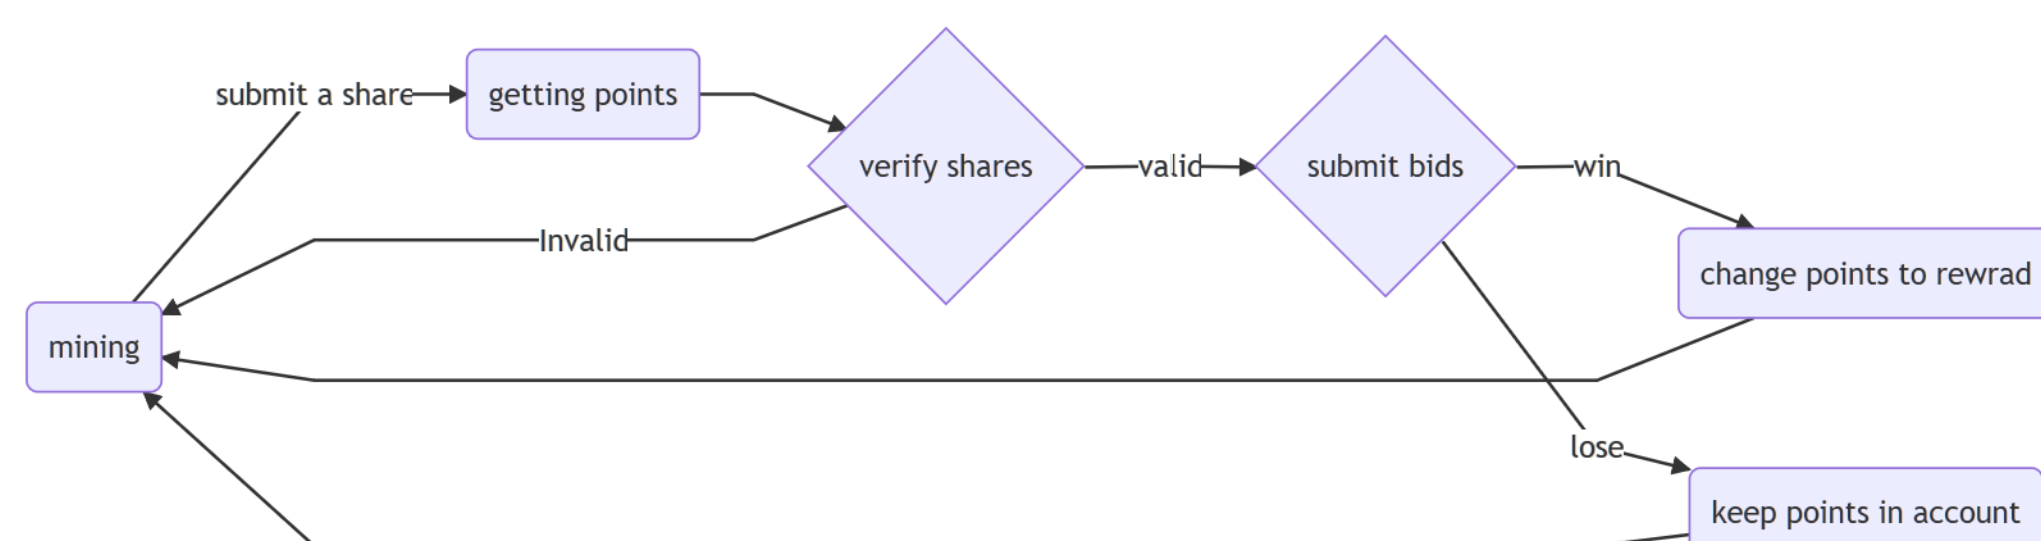 submit a share
getting points
verify shares
valid
submit bids
win
Invalid
change points to rewrad
mining
lose
keep points in account